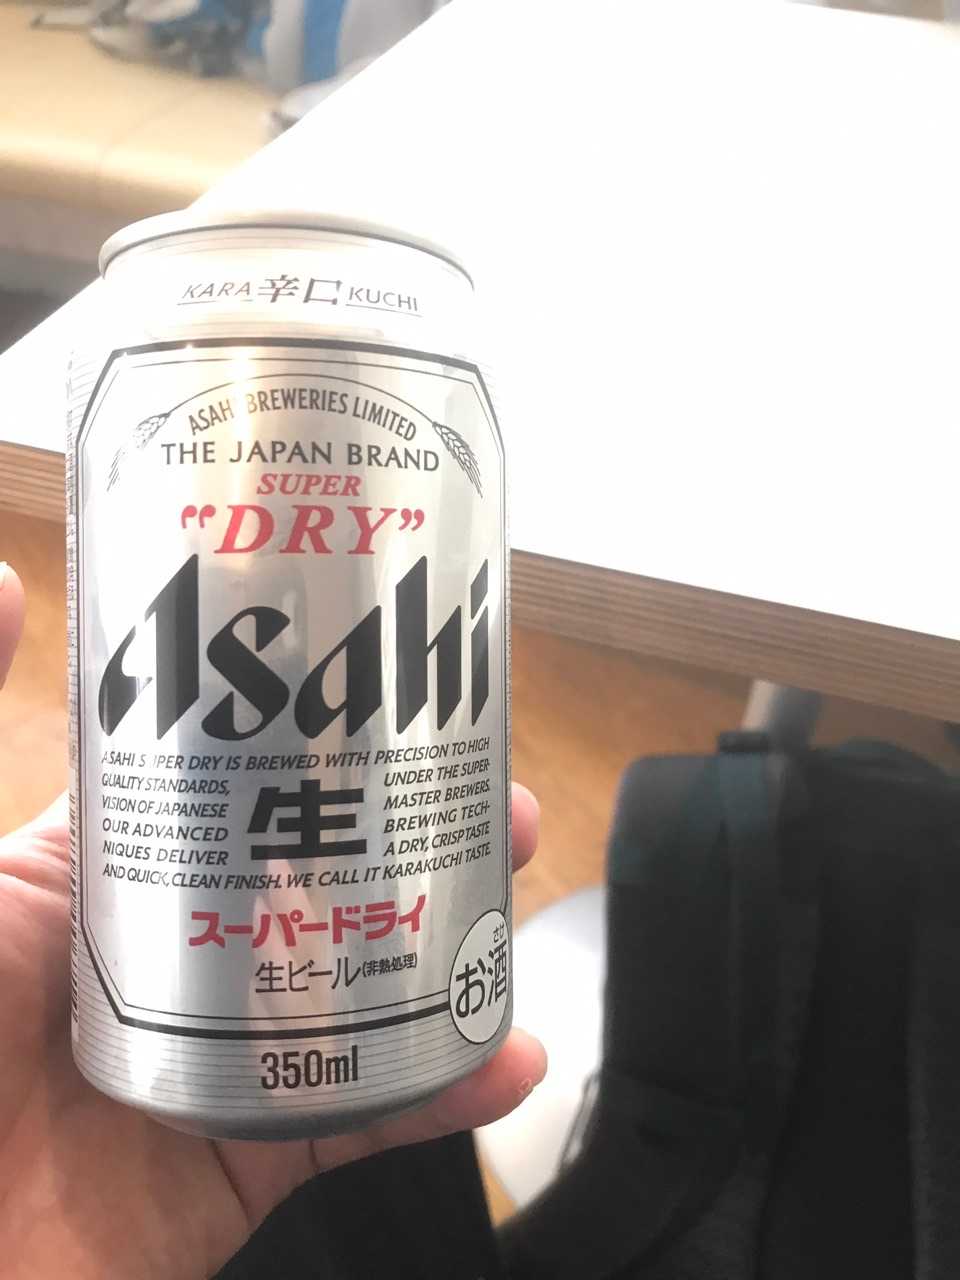 KARA 辛口 KUCHI
ASAHI BREWERIES LIMITED
THE JAPAN BRAND
SUPER
"DRY"
Asahi
ASAHI SUPER DRY IS BREWED WITH PRECISION TO HIGH
QUALITY STANDARDS, UNDER THE SUPER-
VISION OF JAPANESE MASTER BREWERS.
生
OUR ADVANCED BREWING TECH-
NIQUES DELIVER A DRY, CRISP TASTE
AND QUICK, CLEAN FINISH. WE CALL IT KARAKUCHI TASTE.
スーパードライ
生ビール(非熱処理)
さけ
お酒
350ml